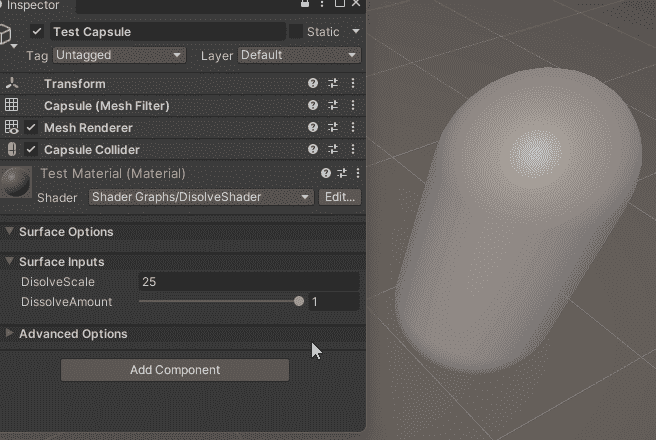 Inspector
Test Capsule
Static
Tag Untagged Layer Default
Transform
Capsule (Mesh Filter)
Mesh Renderer
Capsule Collider
Test Material (Material)
Shader Shader Graphs/DisolveShader Edit...
Surface Options
Surface Inputs
DisolveScale 25
DissolveAmount 1
Advanced Options
Add Component